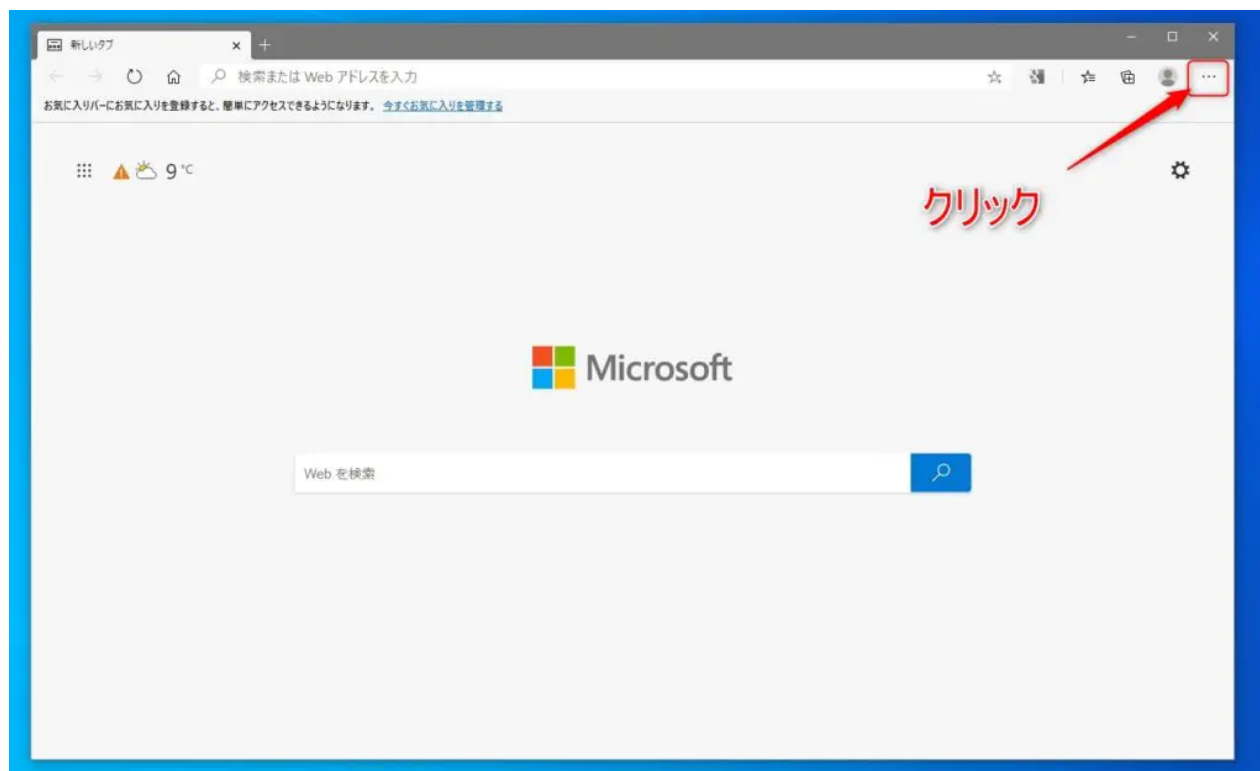 新しいタブ
検索または Web アドレスを入力
お気に入りバーにお気に入りを登録すると、簡単にアクセスできるようになります。 今すぐお気に入りを管理する
9 °C
クリック
Microsoft
Web を検索